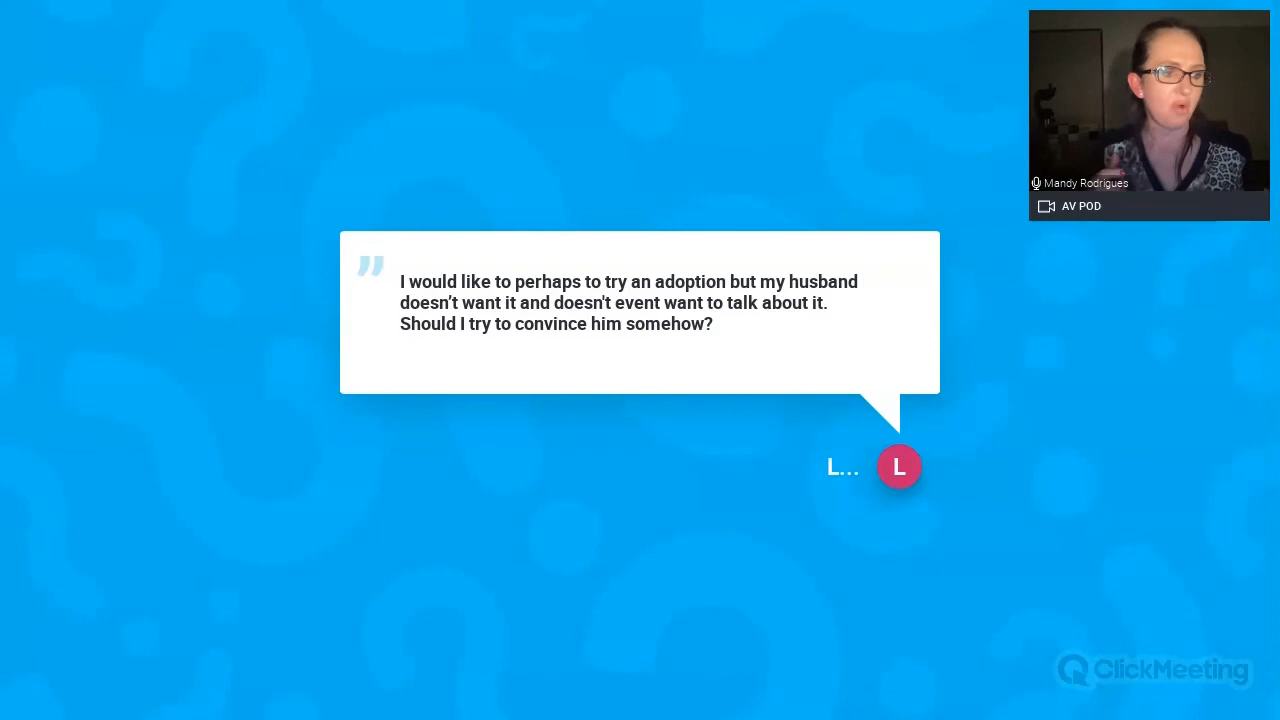 Mandy Rodrigues
AV POD
I would like to perhaps to try an adoption but my husband
doesn’t want it and doesn't event want to talk about it.
Should I try to convince him somehow?
L... L
ClickMeeting